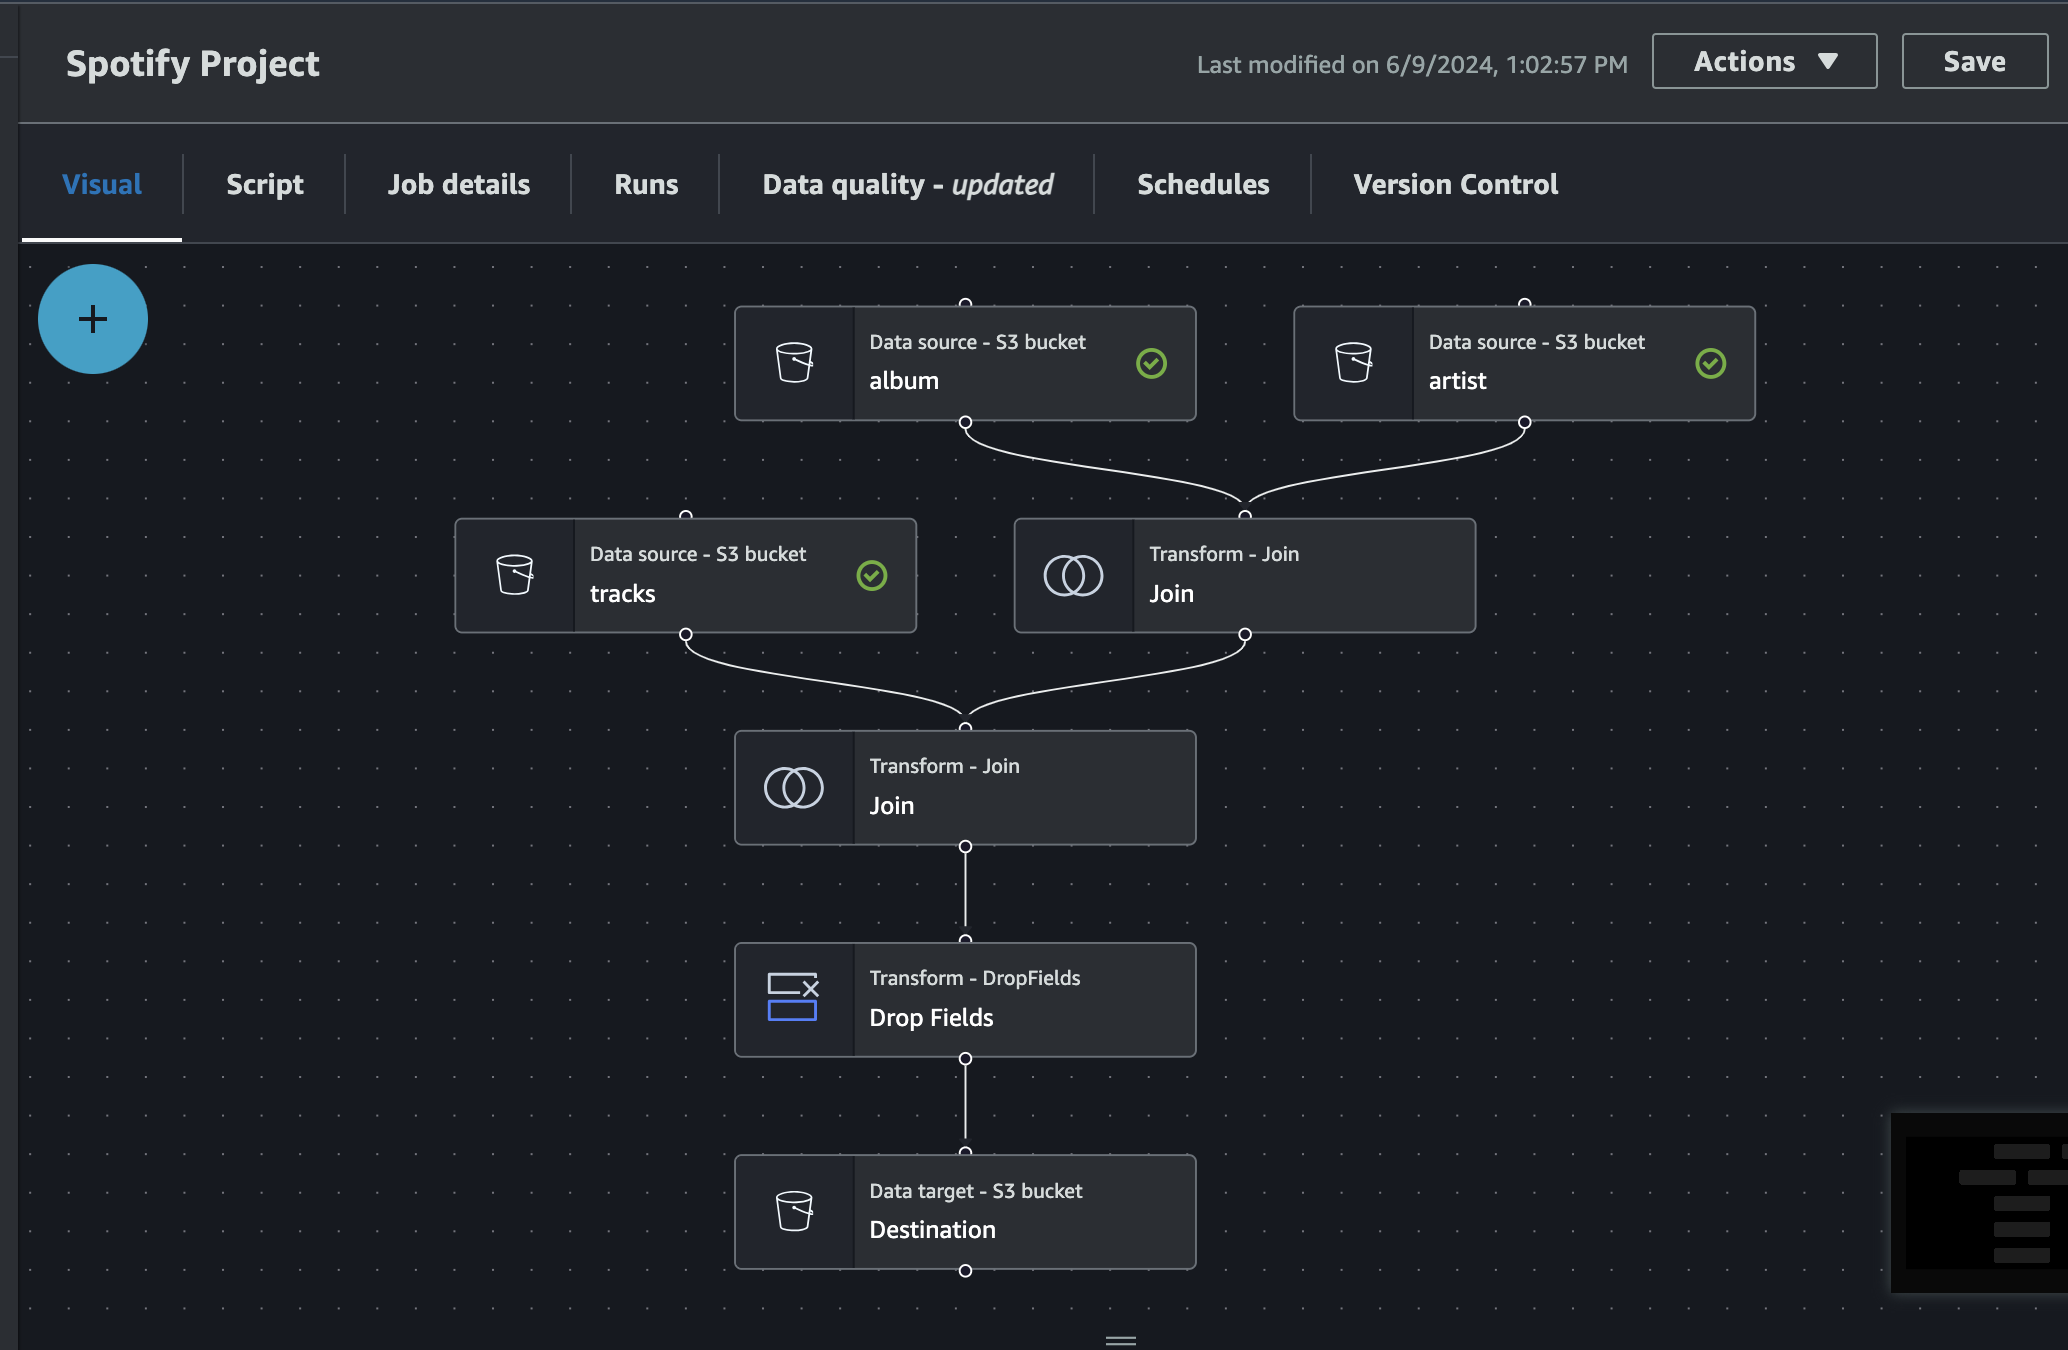 Spotify Project
Last modified on 6/9/2024, 1:02:57 PM
Actions
Save
Visual
Script
Job details
Runs
Data quality - updated
Schedules
Version Control
Data source - S3 bucket
album
Data source - S3 bucket
artist
Data source - S3 bucket
tracks
Transform - Join
Join
Transform - Join
Join
Transform - DropFields
Drop Fields
Data target - S3 bucket
Destination